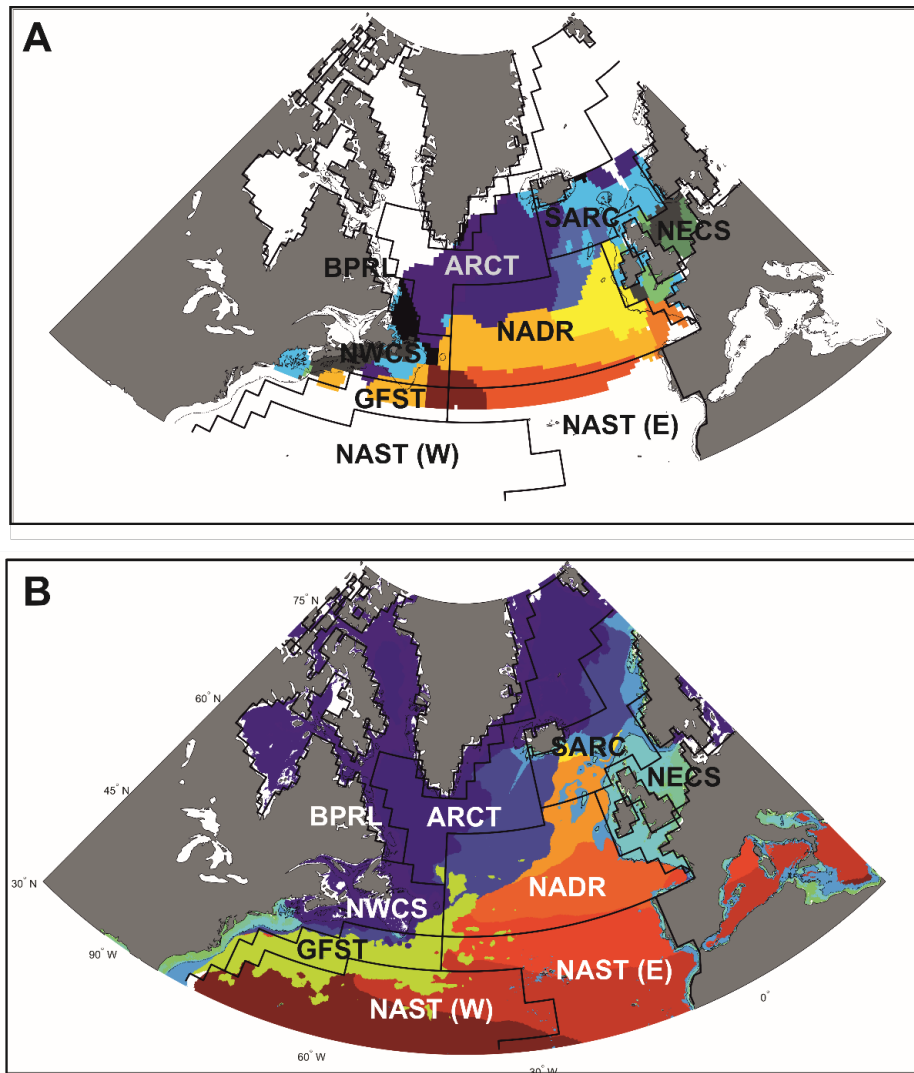 A
SARC
NECS
BPRL
ARCT
NADR
NWCS
GFST
NAST (E)
NAST (W)
B
75° N
60° N
SARC
NECS
45° N
BPRL
ARCT
30° N
NADR
NWCS
GFST
90° W
NAST (E)
NAST (W)
0°
60° W
30° W